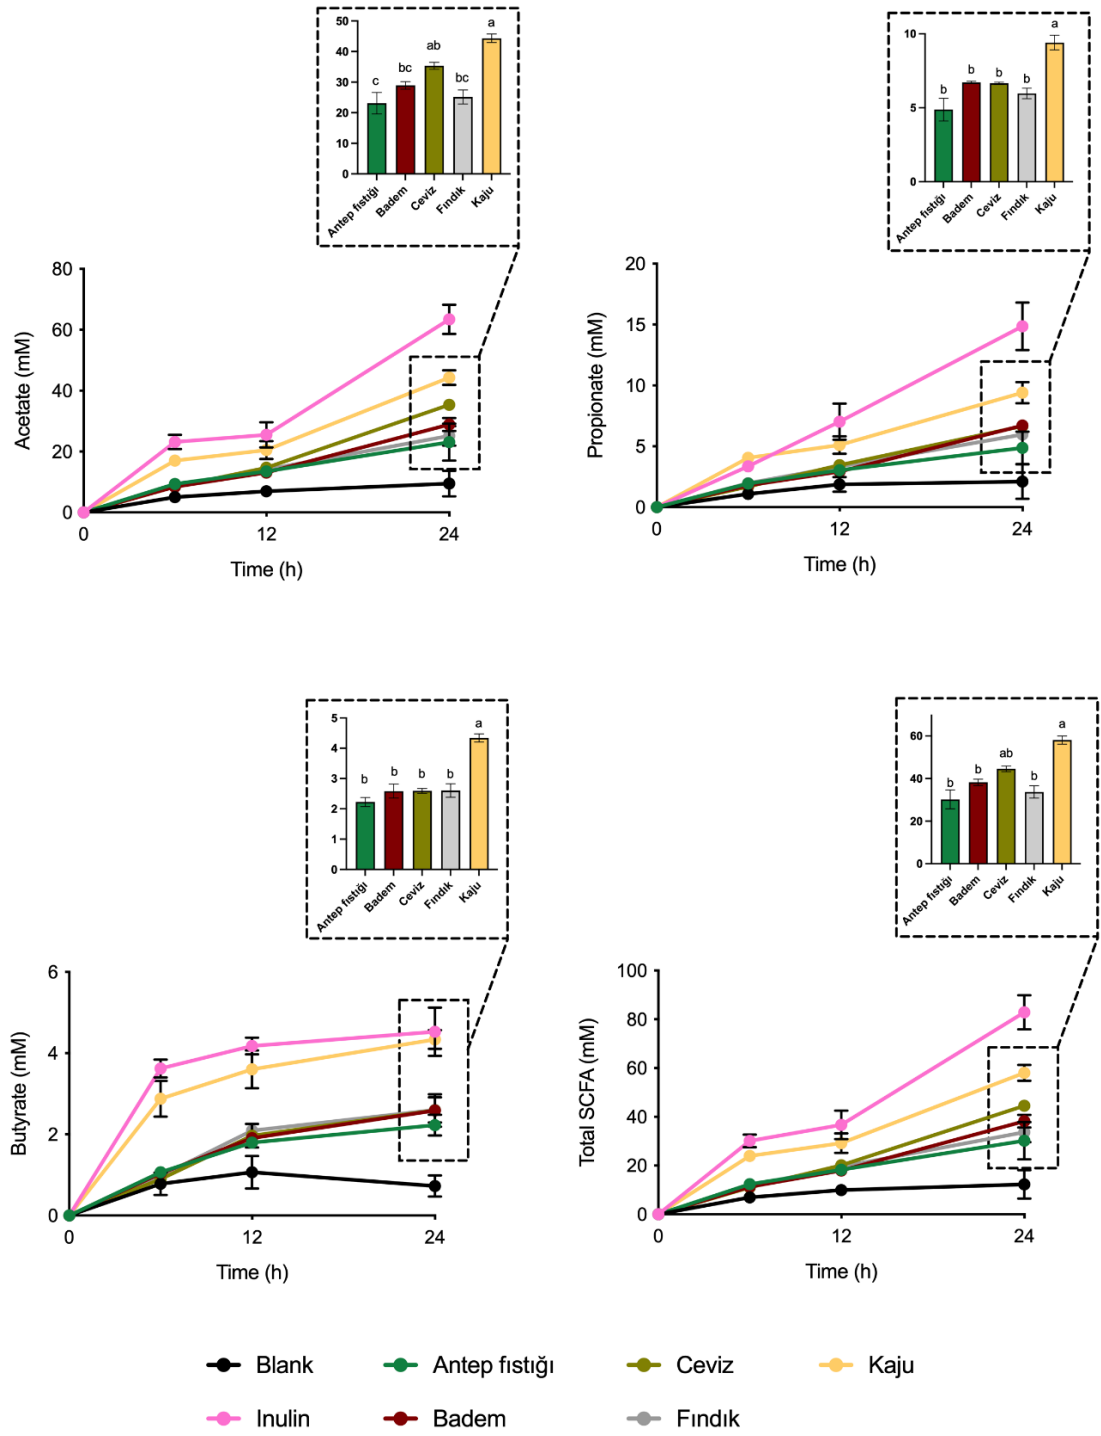 50
40
30
20
10
0
c
bc
ab
bc
a
Antep fıstığı
Badem
Ceviz
Fındık
Kaju
10
5
0
b
b
b
b
a
Antep fıstığı
Badem
Ceviz
Fındık
Kaju
80
60
40
20
0
Acetate (mM)
0
12
24
Time (h)
20
15
10
5
0
Propionate (mM)
0
12
24
Time (h)
5
4
3
2
1
0
b
b
b
b
a
Antep fıstığı
Badem
Ceviz
Fındık
Kaju
60
40
20
0
b
b
ab
b
a
Antep fıstığı
Badem
Ceviz
Fındık
Kaju
6
4
2
0
Butyrate (mM)
0
12
24
Time (h)
100
80
60
40
20
0
Total SCFA (mM)
0
12
24
Time (h)
Blank
Antep fıstığı
Ceviz
Kaju
Inulin
Badem
Fındık